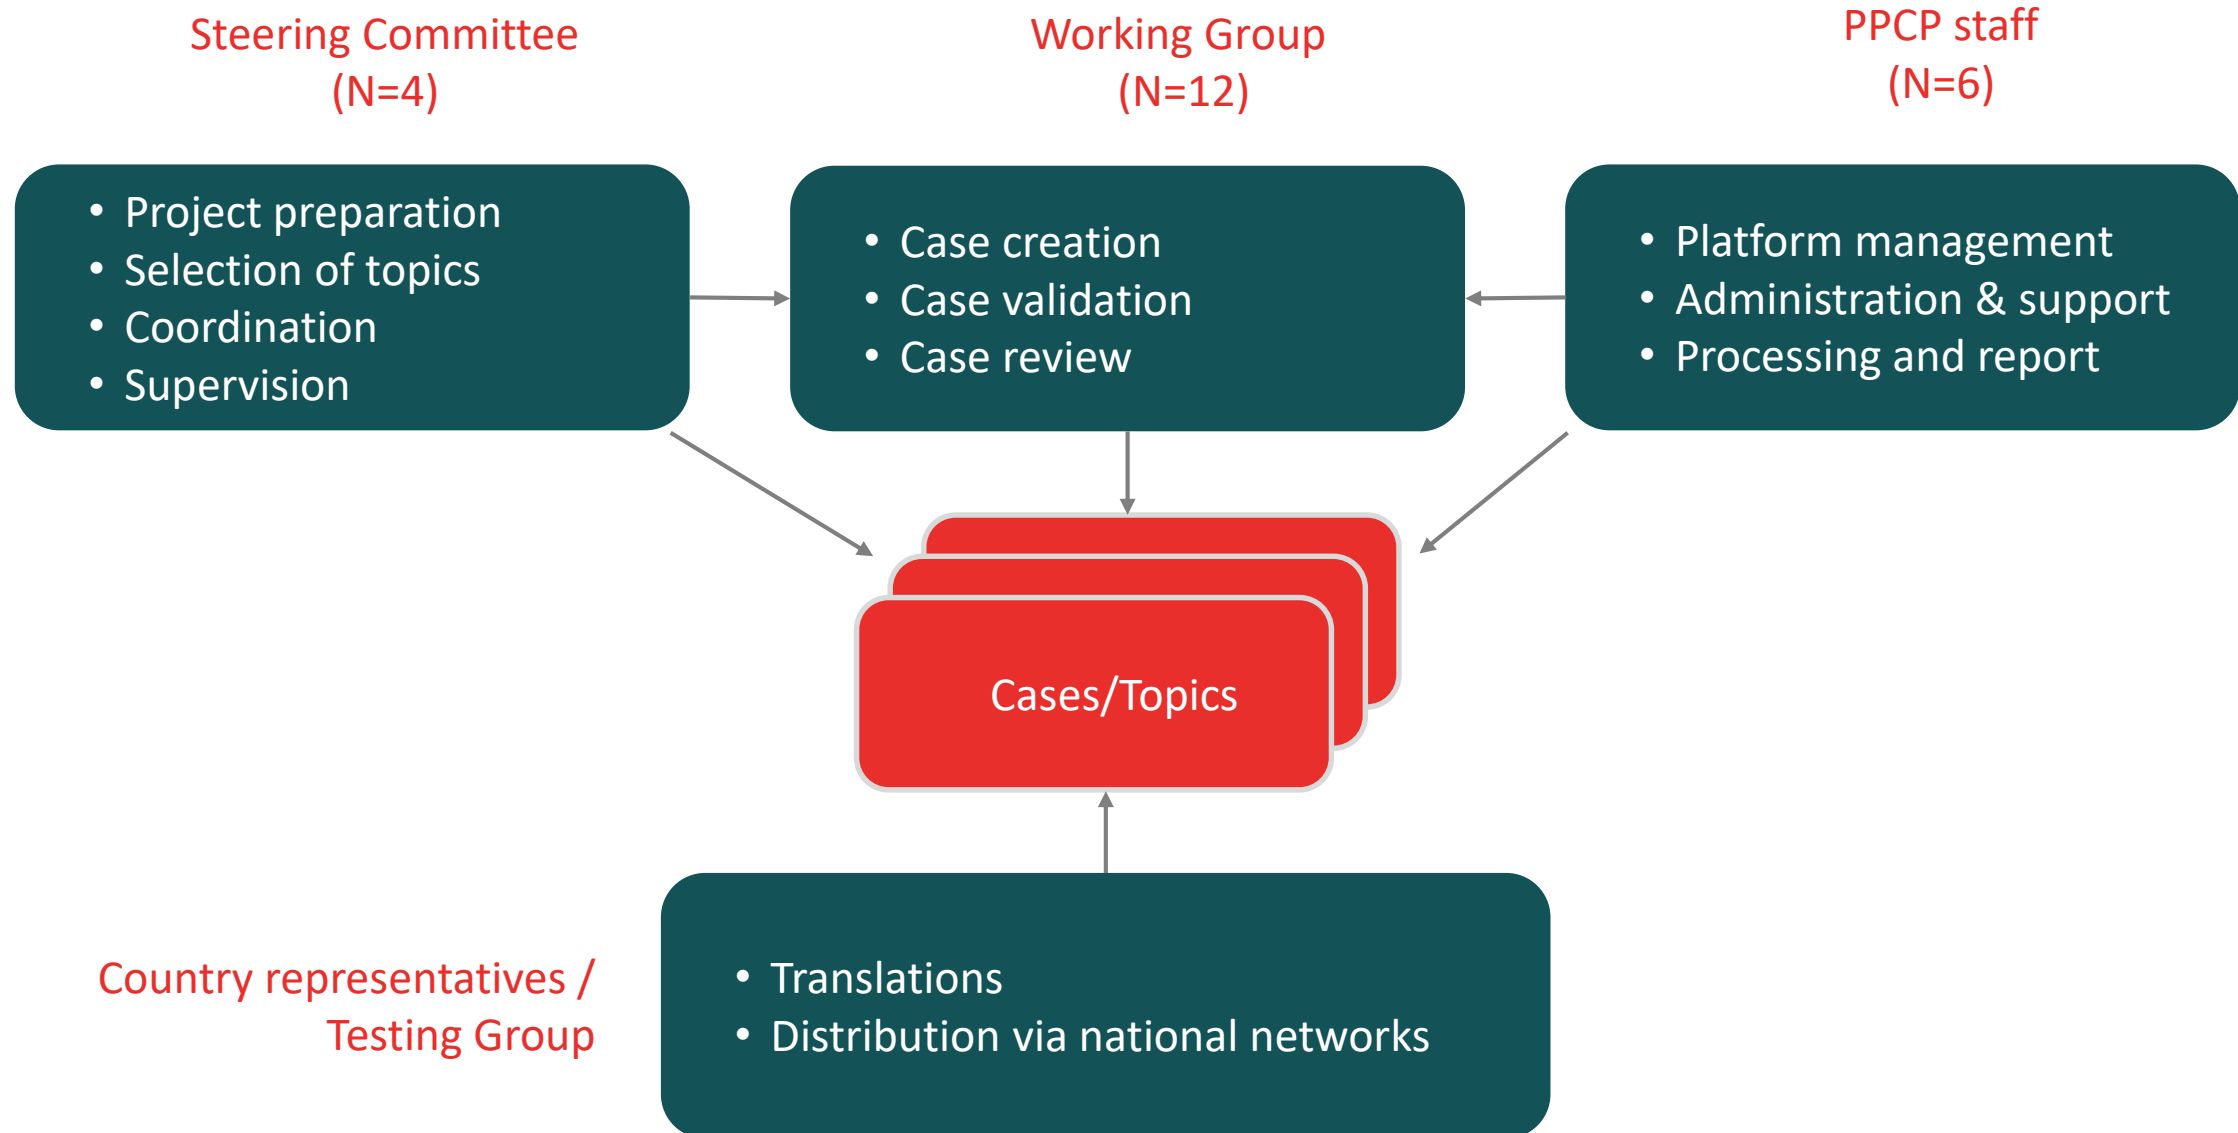 Steering Committee
(N=4)
Working Group
(N=12)
PPCP staff
(N=6)
• Project preparation
• Selection of topics
• Coordination
• Supervision
• Case creation
• Case validation
• Case review
• Platform management
• Administration & support
• Processing and report
Cases/Topics
Country representatives /
Testing Group
• Translations
• Distribution via national networks